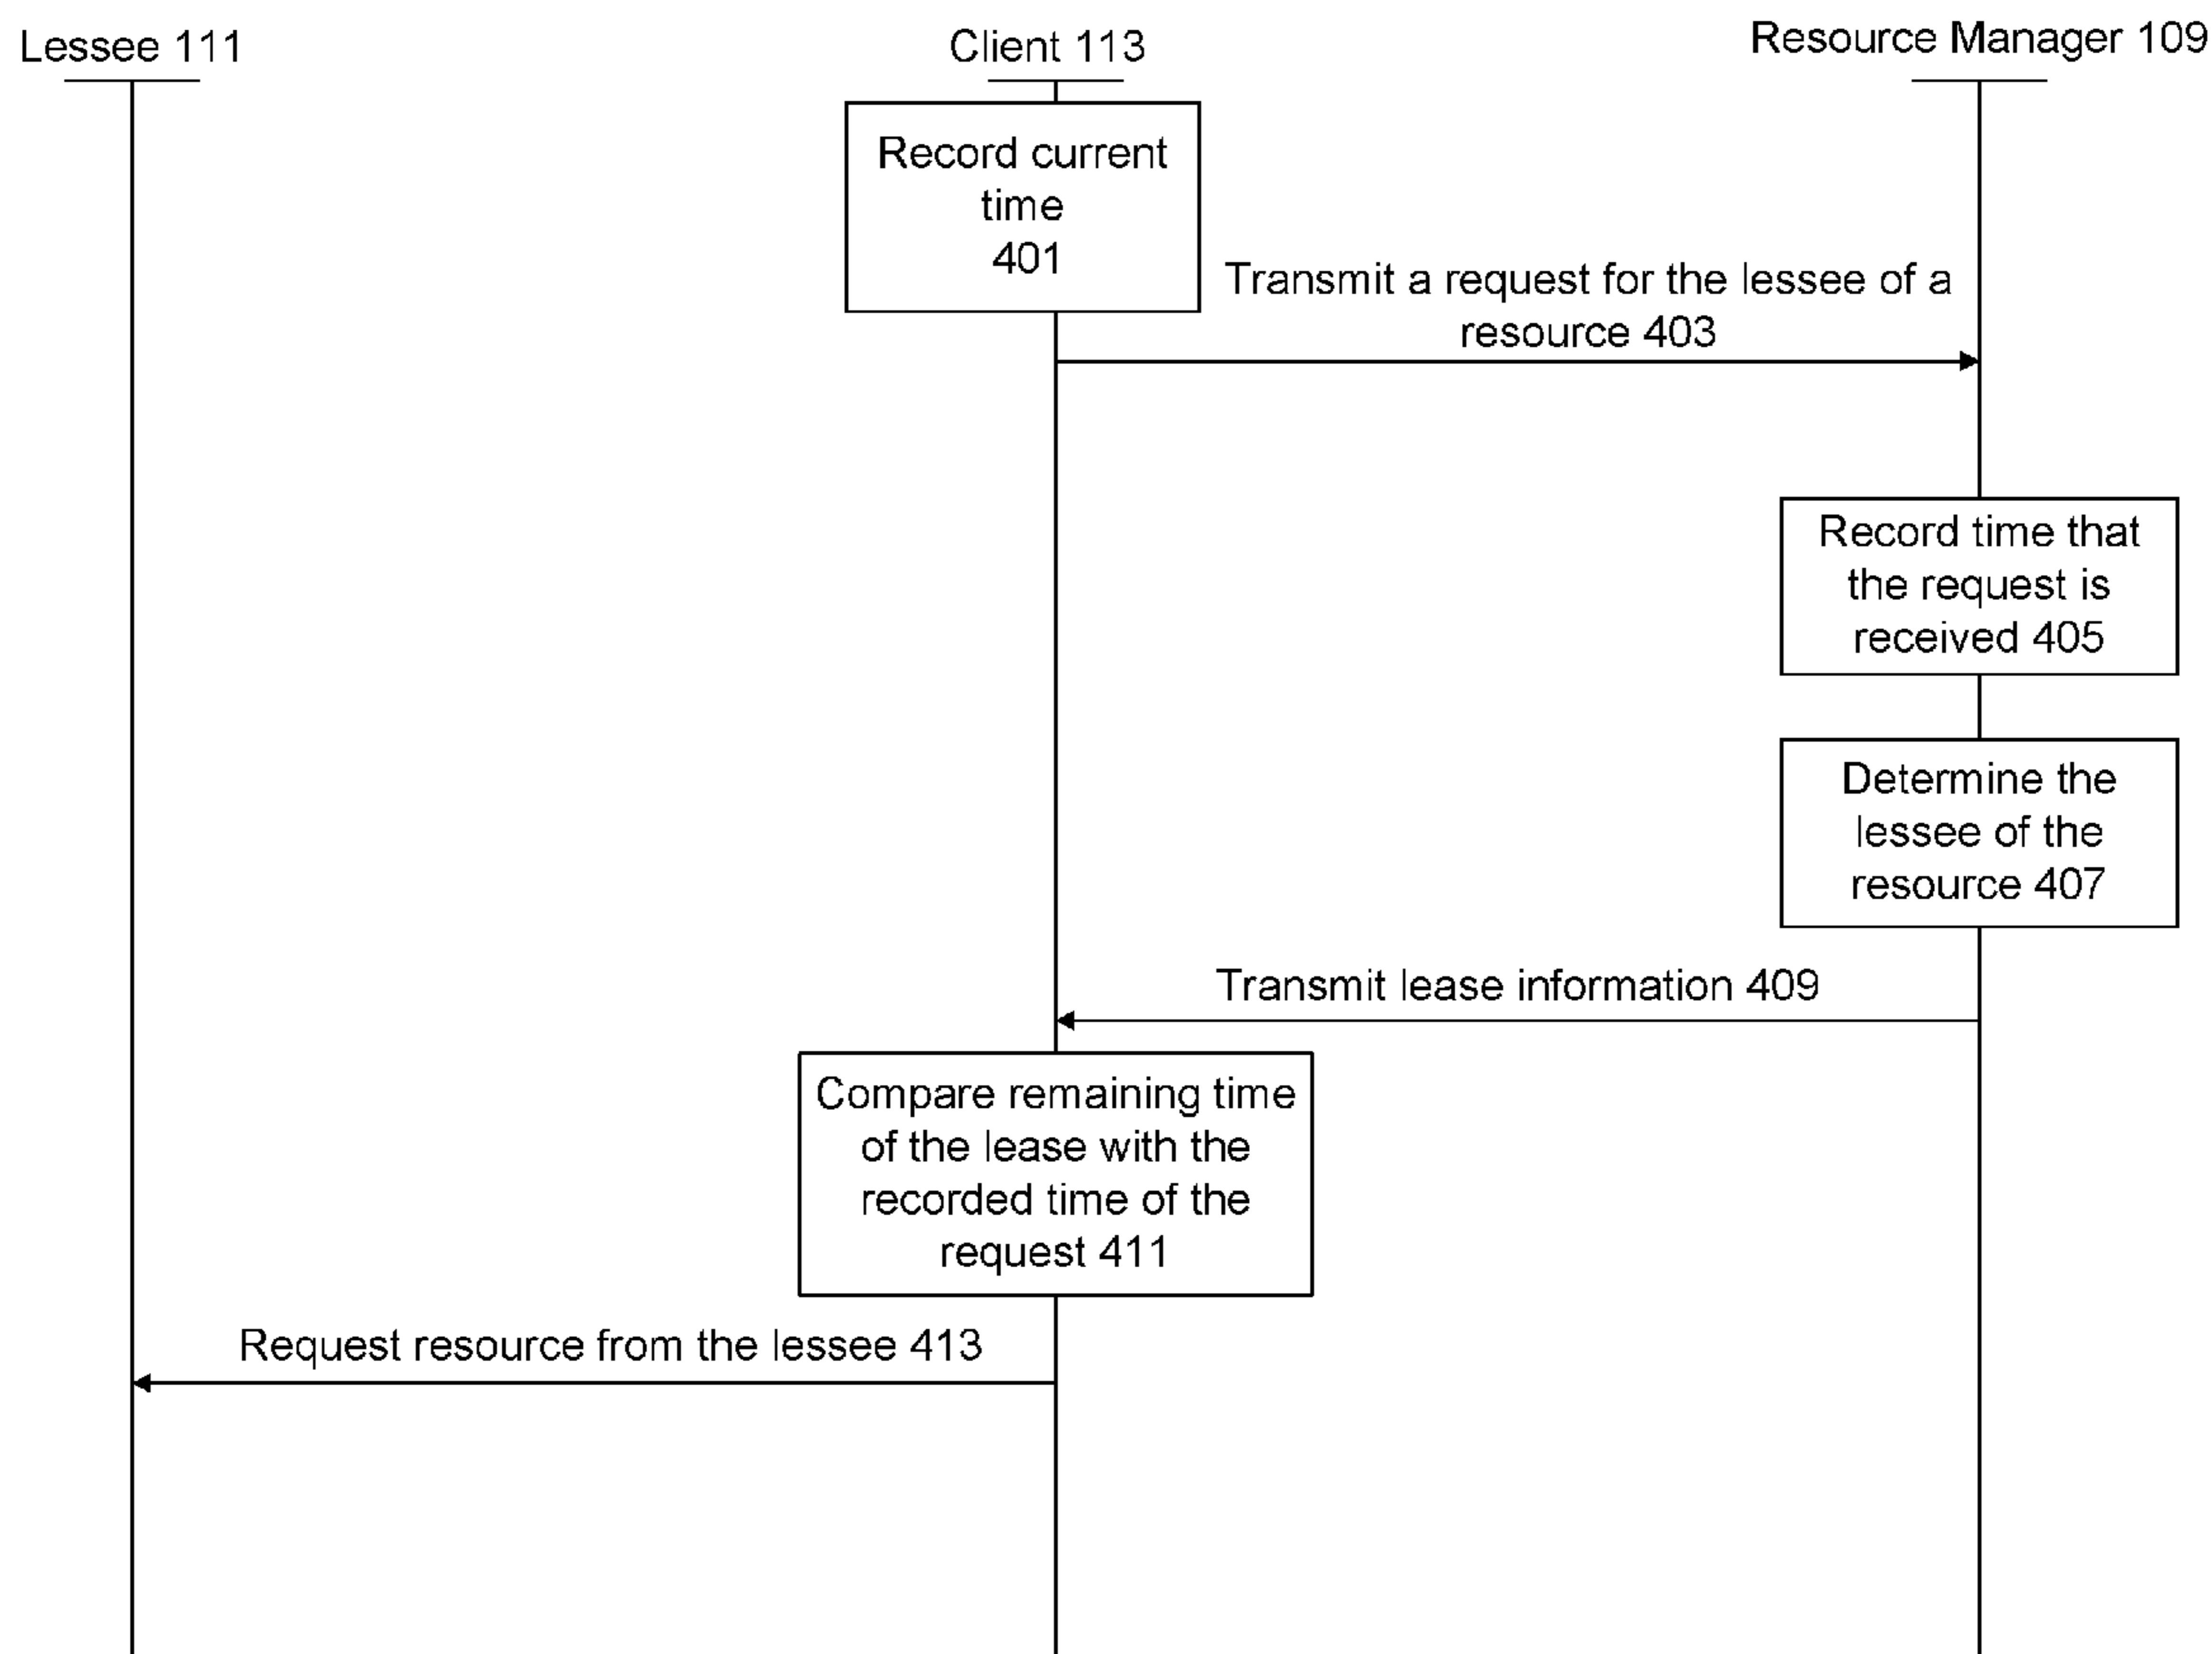 Lessee 111
Client 113
Resource Manager 109
Record current
time
401
Transmit a request for the lessee of a
resource 403
Record time that
the request is
received 405
Determine the
lessee of the
resource 407
Transmit lease information 409
Compare remaining time
of the lease with the
recorded time of the
request 411
Request resource from the lessee 413